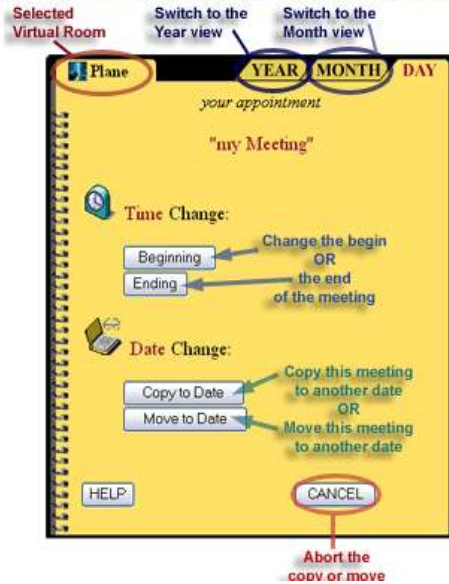 Selected
Virtual Room
Switch to the
Year view
Switch to the
Month view
Plane
YEAR
MONTH
DAY
your appointment
"my Meeting"
Time Change:
Beginning
Ending
Change the begin
OR
the end
of the meeting
Date Change:
Copy to Date
Move to Date
Copy this meeting
to another date
OR
Move this meeting
to another date
HELP
CANCEL
Abort the
copy or move